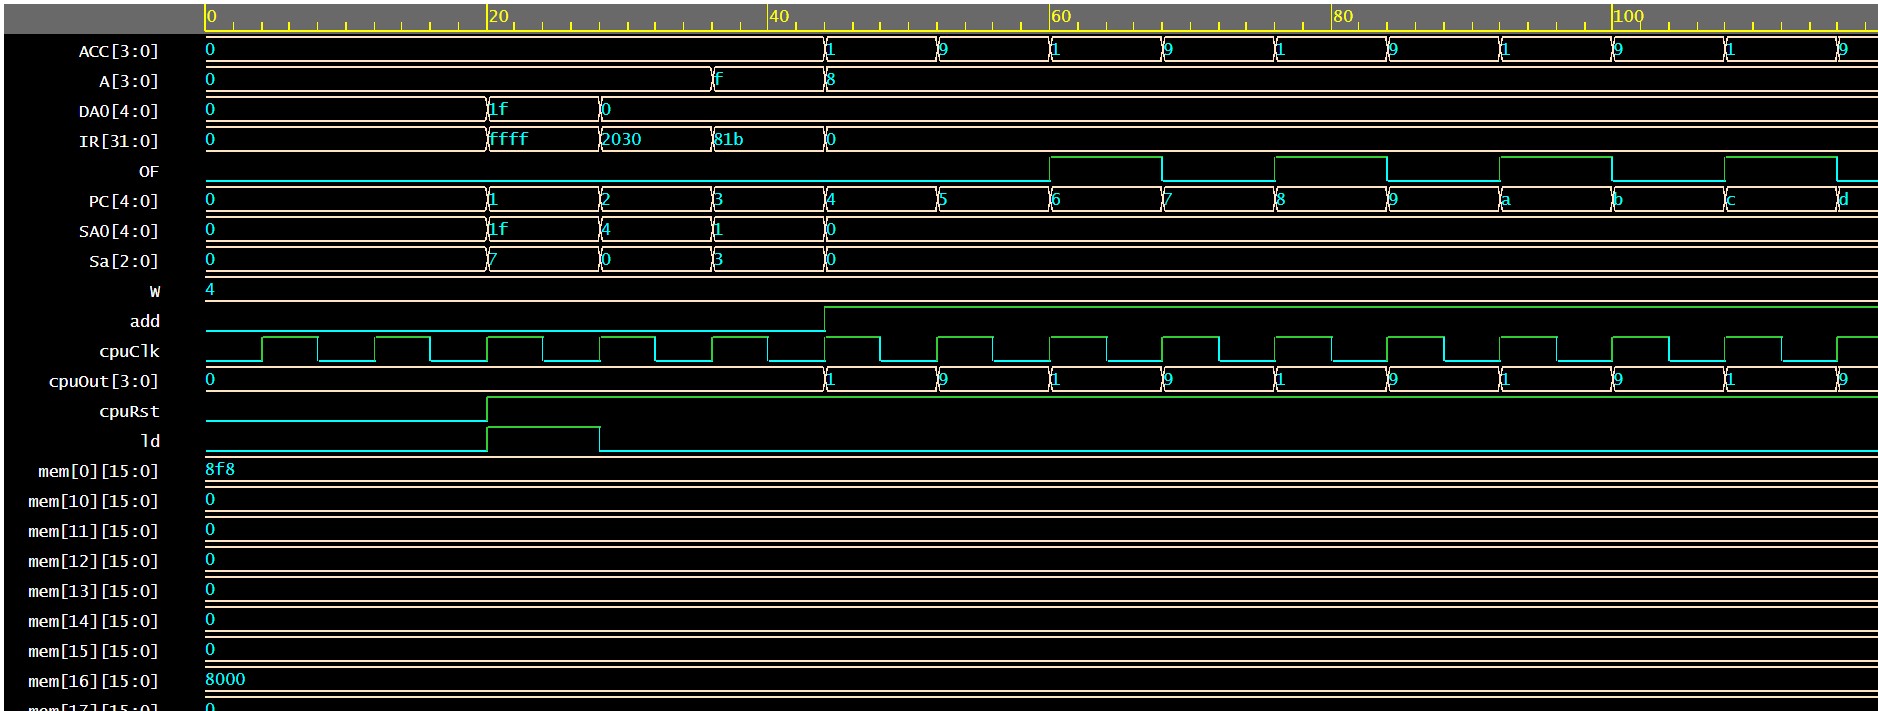 0 20 40 60 80 100
ACC[3:0] 0 1 9 1 9 1 9 1 9 1 9
A[3:0] 0 f 8
DA0[4:0] 0 1f 0
IR[31:0] 0 ffff 2030 81b 0
OF
PC[4:0] 0 1 2 3 4 5 6 7 8 9 a b c d
SA0[4:0] 0 1f 4 1 0
Sa[2:0] 0 7 0 3 0
W 4
add
cpuClk
cpuOut[3:0] 0 1 9 1 9 1 9 1 9 1 9
cpuRst
ld
mem[0][15:0] 8f8
mem[10][15:0] 0
mem[11][15:0] 0
mem[12][15:0] 0
mem[13][15:0] 0
mem[14][15:0] 0
mem[15][15:0] 0
mem[16][15:0] 8000
mem[17][15:0] 0